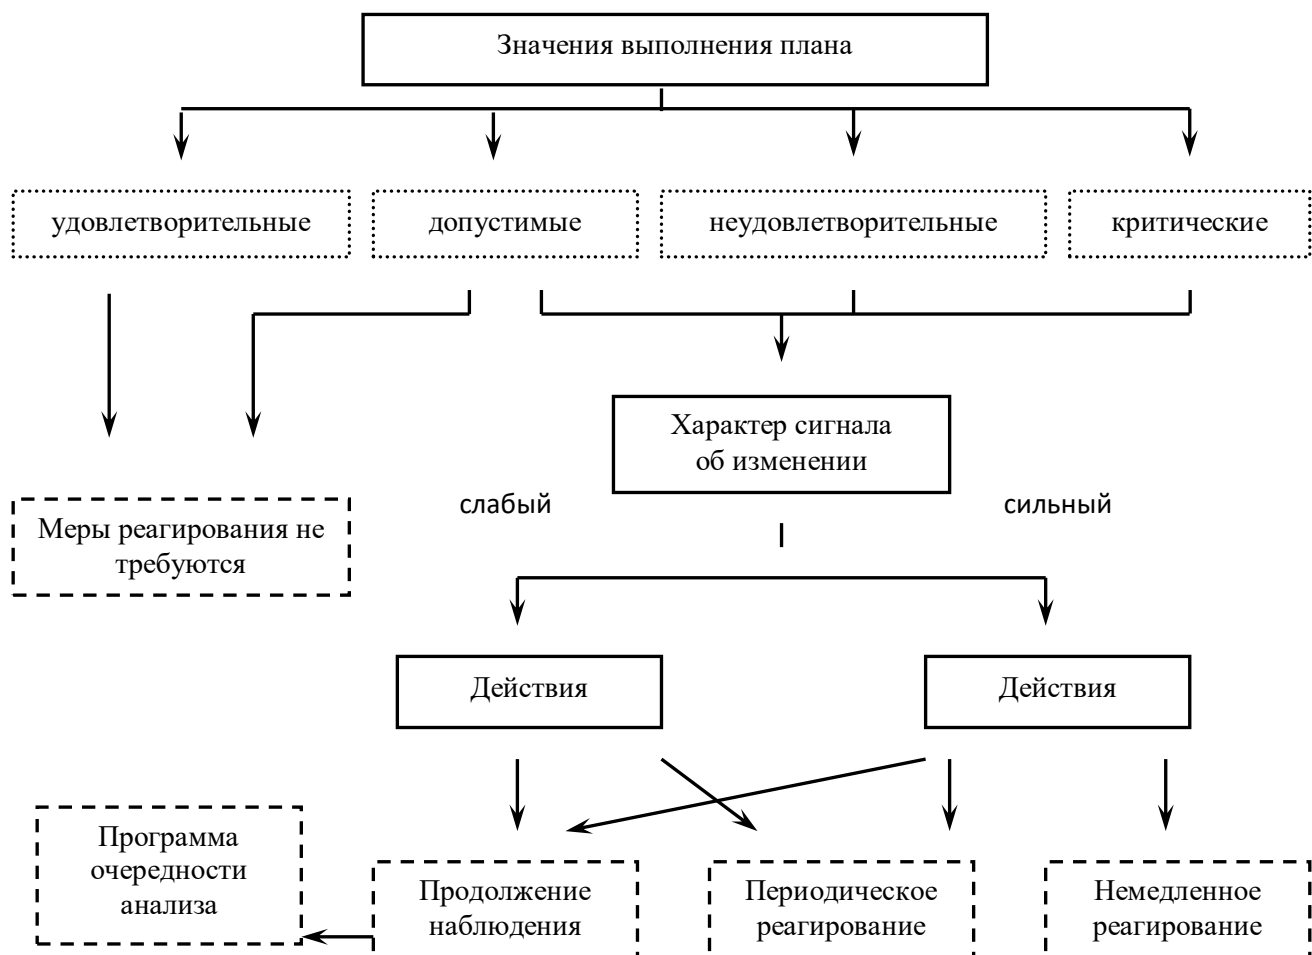 Значения выполнения плана
удовлетворительные
допустимые
неудовлетворительные
критические
Характер сигнала
об изменении
слабый
сильный
Меры реагирования не
требуются
Действия
Действия
Программа
очередности
анализа
Продолжение
наблюдения
Периодическое
реагирование
Немедленное
реагирование